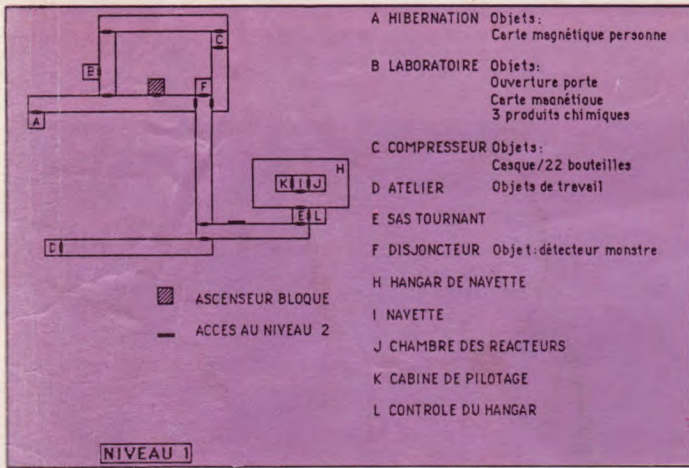 A HIBERNATION Objets:
Carte magnétique personne
B LABORATOIRE Objets:
Ouverture porte
Carte maonétique
3 produits chimiques
C COMPRESSEUR Objets:
Casque/22 bouteilles
D ATELIER Objets de travail
E SAS TOURNANT
F DISJONCTEUR Objet:détecteur monstre
H HANGAR DE NAVETTE
I NAVETTE
J CHAMBRE DES REACTEURS
K CABINE DE PILOTAGE
L CONTROLE DU HANGAR
C
B
F
A
H
K I J
E L
D
ASCENSEUR BLOQUE
ACCES AU NIVEAU 2
NIVEAU 1